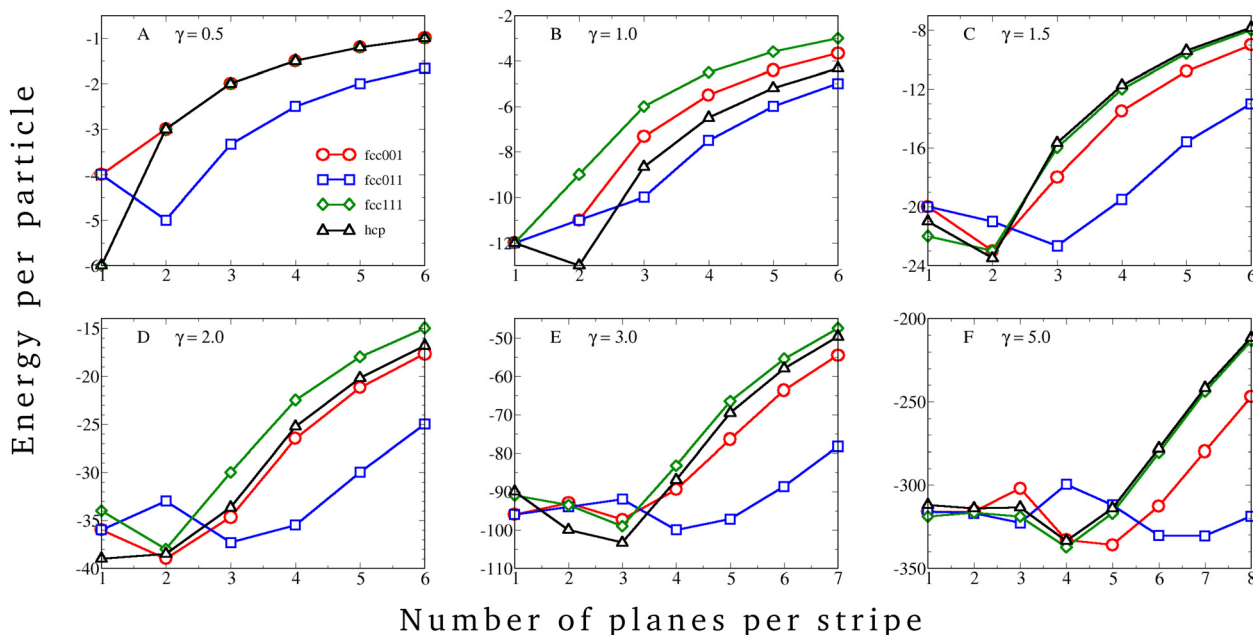 Energy per particle
A γ = 0.5
-1
-2
-3
-4
-5
-6
1 2 3 4 5 6
fcc001
fcc011
fcc111
hcp
B γ = 1.0
-2
-4
-6
-8
-10
-12
1 2 3 4 5 6
C γ = 1.5
-8
-12
-16
-20
-24
1 2 3 4 5 6
D γ = 2.0
-15
-20
-25
-30
-35
-40
1 2 3 4 5 6
E γ = 3.0
-50
-60
-70
-80
-90
-100
-110
1 2 3 4 5 6 7
F γ = 5.0
-200
-250
-300
-350
1 2 3 4 5 6 7 8
Number of planes per stripe